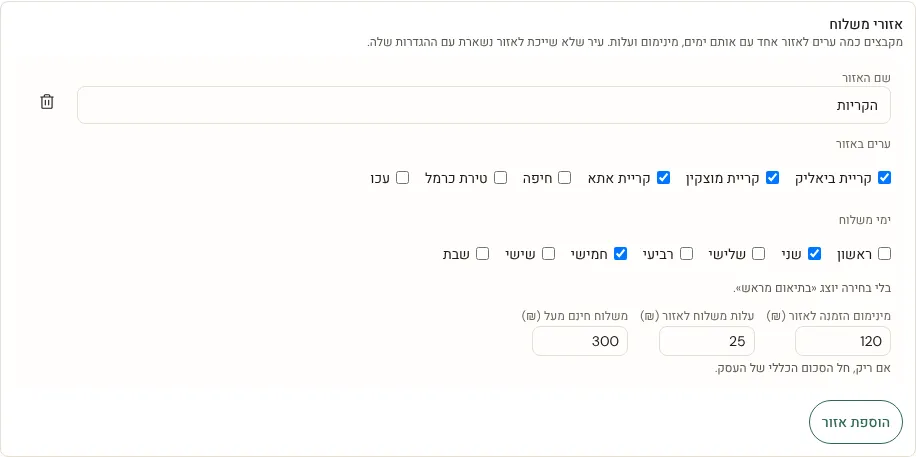 אזורי משלוח
מקבצים כמה ערים לאזור אחד עם אותם ימים, מינימום ועלות. עיר שלא שייכת לאזור נשארת עם ההגדרות שלה.
שם האזור
הקריות
ערים באזור
קריית ביאליק קריית מוצקין קריית אתא חיפה טירת כרמל עכו
ימי משלוח
ראשון שני שלישי רביעי חמישי שישי שבת
בלי בחירה יוצג «בתיאום מראש».
מינימום הזמנה לאזור (₪) עלות משלוח לאזור (₪) משלוח חינם מעל (₪)
120 25 300
אם ריק, חל הסכום הכללי של העסק.
הוספת אזור